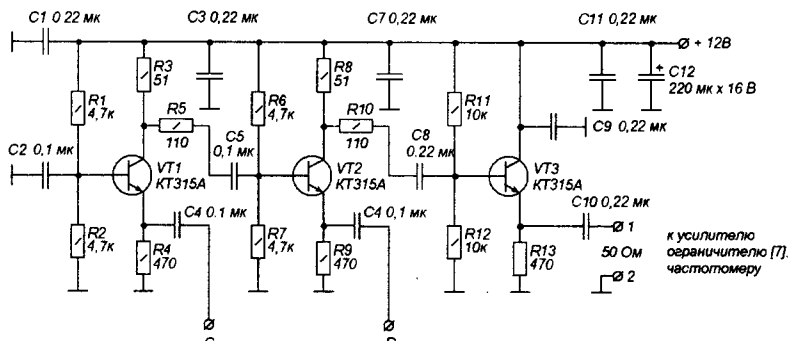 C1 0,22 мк
C3 0,22 мк
C7 0,22 мк
C11 0,22 мк
+ 12В
R3
51
R8
51
+ C12
220 мк х 16 В
R1
4,7к
R5
110
R6
4,7к
R10
110
R11
10к
C9 0,22 мк
C2 0,1 мк
C5
0,1 мк
C8
0.22 мк
VT1
КТ315А
VT2
КТ315А
VT3
КТ315А
C4 0.1 мк
C4 0.1 мк
C10 0,22 мк
R2
4,7к
R4
470
R7
4,7к
R9
470
R12
10к
R13
470
1
50 Ом
2
к усилителю
ограничителю [7].
частотомеру